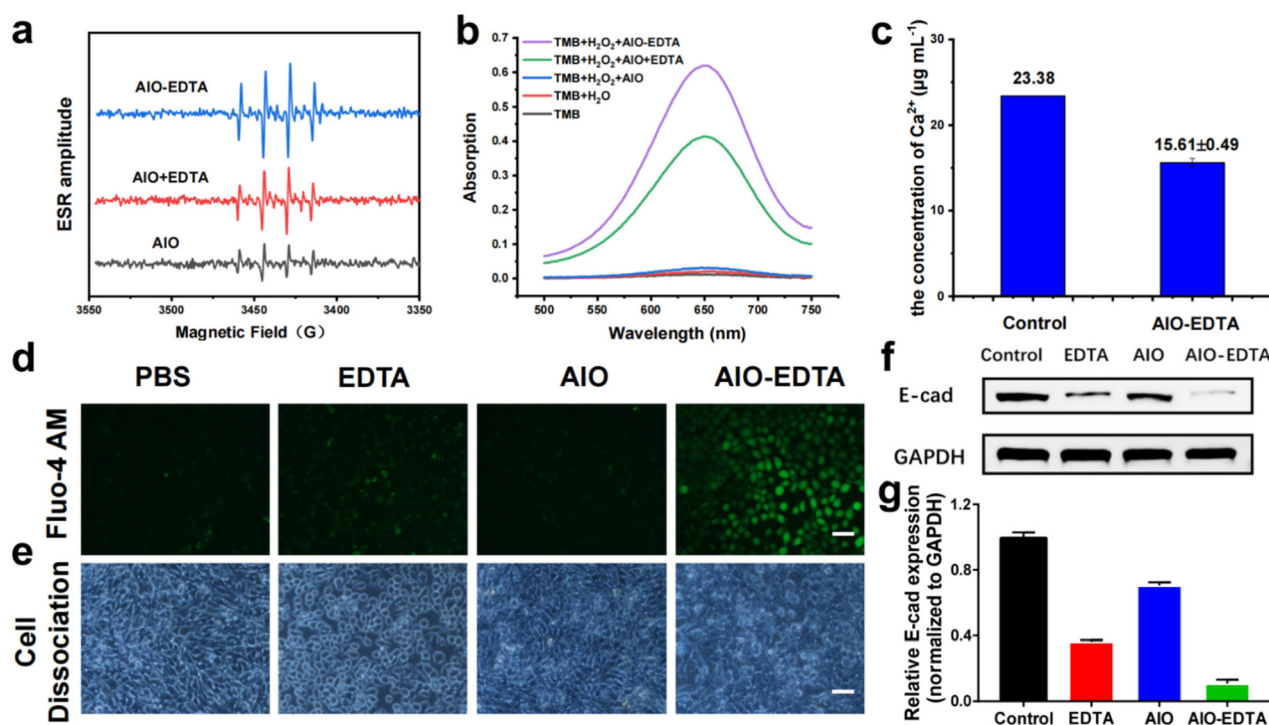 a
AIO-EDTA
AIO+EDTA
AIO
ESR amplitude
3550
3500
3450
3400
3350
Magnetic Field（G）
b
TMB+H₂O₂+AIO-EDTA
TMB+H₂O₂+AIO+EDTA
TMB+H₂O₂+AIO
TMB+H₂O
TMB
Absorption
0.7
0.6
0.5
0.4
0.3
0.2
0.1
0.0
500
550
600
650
700
750
Wavelength (nm)
c
the concentration of Ca²⁺ (µg mL⁻¹)
30
20
10
0
23.38
15.61±0.49
Control
AIO-EDTA
d
PBS
EDTA
AIO
AIO-EDTA
Fluo-4 AM
e
Cell
Dissociation
f
Control
EDTA
AIO
AIO-EDTA
E-cad
GAPDH
g
Relative E-cad expression
(normalized to GAPDH)
1.2
0.8
0.4
0.0
Control
EDTA
AIO
AIO-EDTA